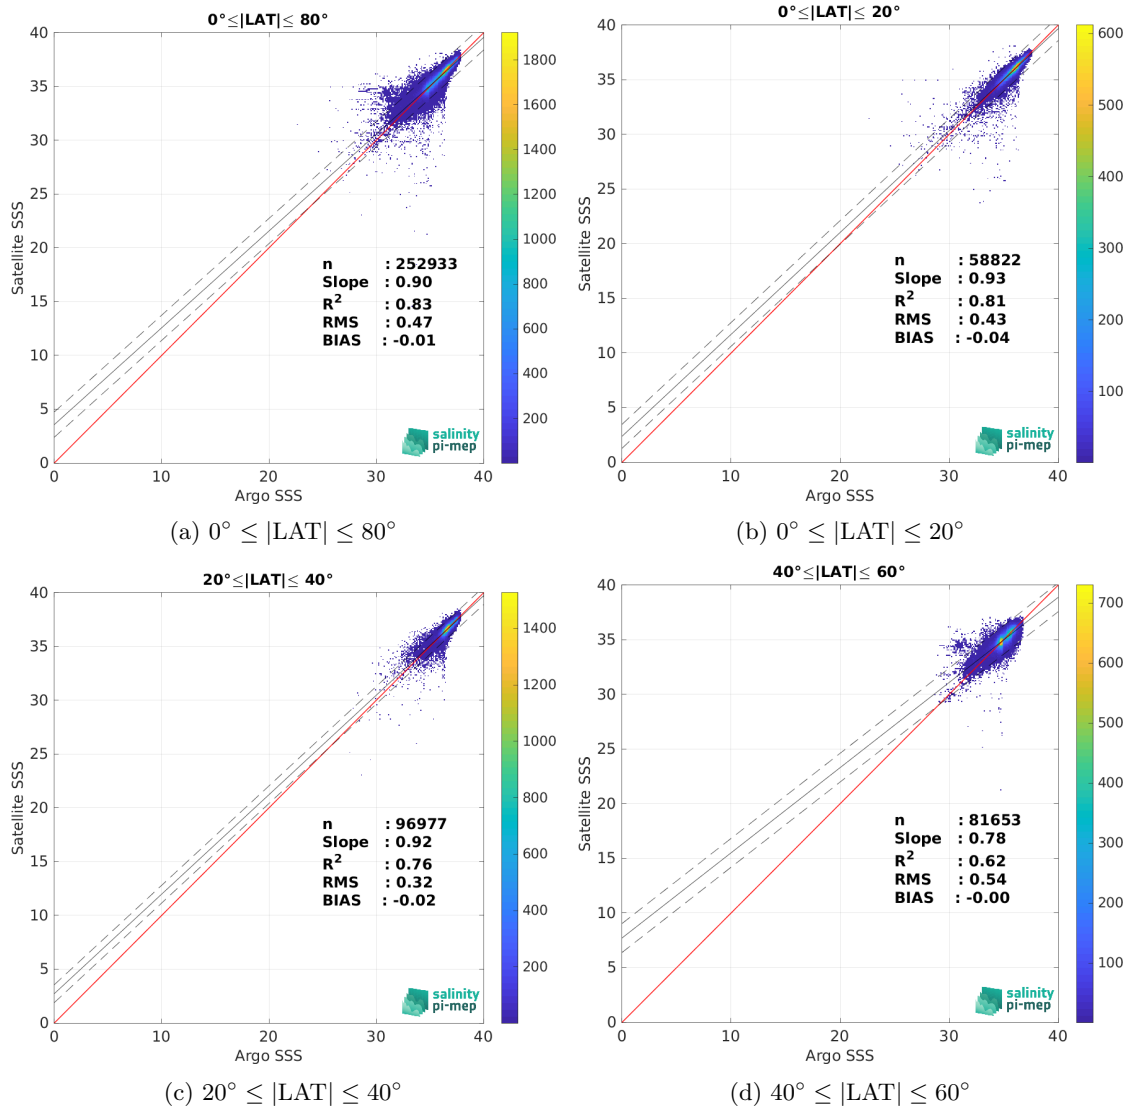 0°≤|LAT|≤ 80°
40
35
30
25
20
15
10
5
0
Satellite SSS
0
10
20
30
40
Argo SSS
n : 252933
Slope : 0.90
R² : 0.83
RMS : 0.47
BIAS : -0.01
salinity
pi-mep
1800
1600
1400
1200
1000
800
600
400
200
(a) 0° ≤ |LAT| ≤ 80°
0°≤|LAT|≤ 20°
40
35
30
25
20
15
10
5
0
Satellite SSS
0
10
20
30
40
Argo SSS
n : 58822
Slope : 0.93
R² : 0.81
RMS : 0.43
BIAS : -0.04
salinity
pi-mep
600
500
400
300
200
100
(b) 0° ≤ |LAT| ≤ 20°
20°≤|LAT|≤ 40°
40
35
30
25
20
15
10
5
0
Satellite SSS
0
10
20
30
40
Argo SSS
n : 96977
Slope : 0.92
R² : 0.76
RMS : 0.32
BIAS : -0.02
salinity
pi-mep
1400
1200
1000
800
600
400
200
(c) 20° ≤ |LAT| ≤ 40°
40°≤|LAT|≤ 60°
40
35
30
25
20
15
10
5
0
Satellite SSS
0
10
20
30
40
Argo SSS
n : 81653
Slope : 0.78
R² : 0.62
RMS : 0.54
BIAS : -0.00
salinity
pi-mep
700
600
500
400
300
200
100
(d) 40° ≤ |LAT| ≤ 60°